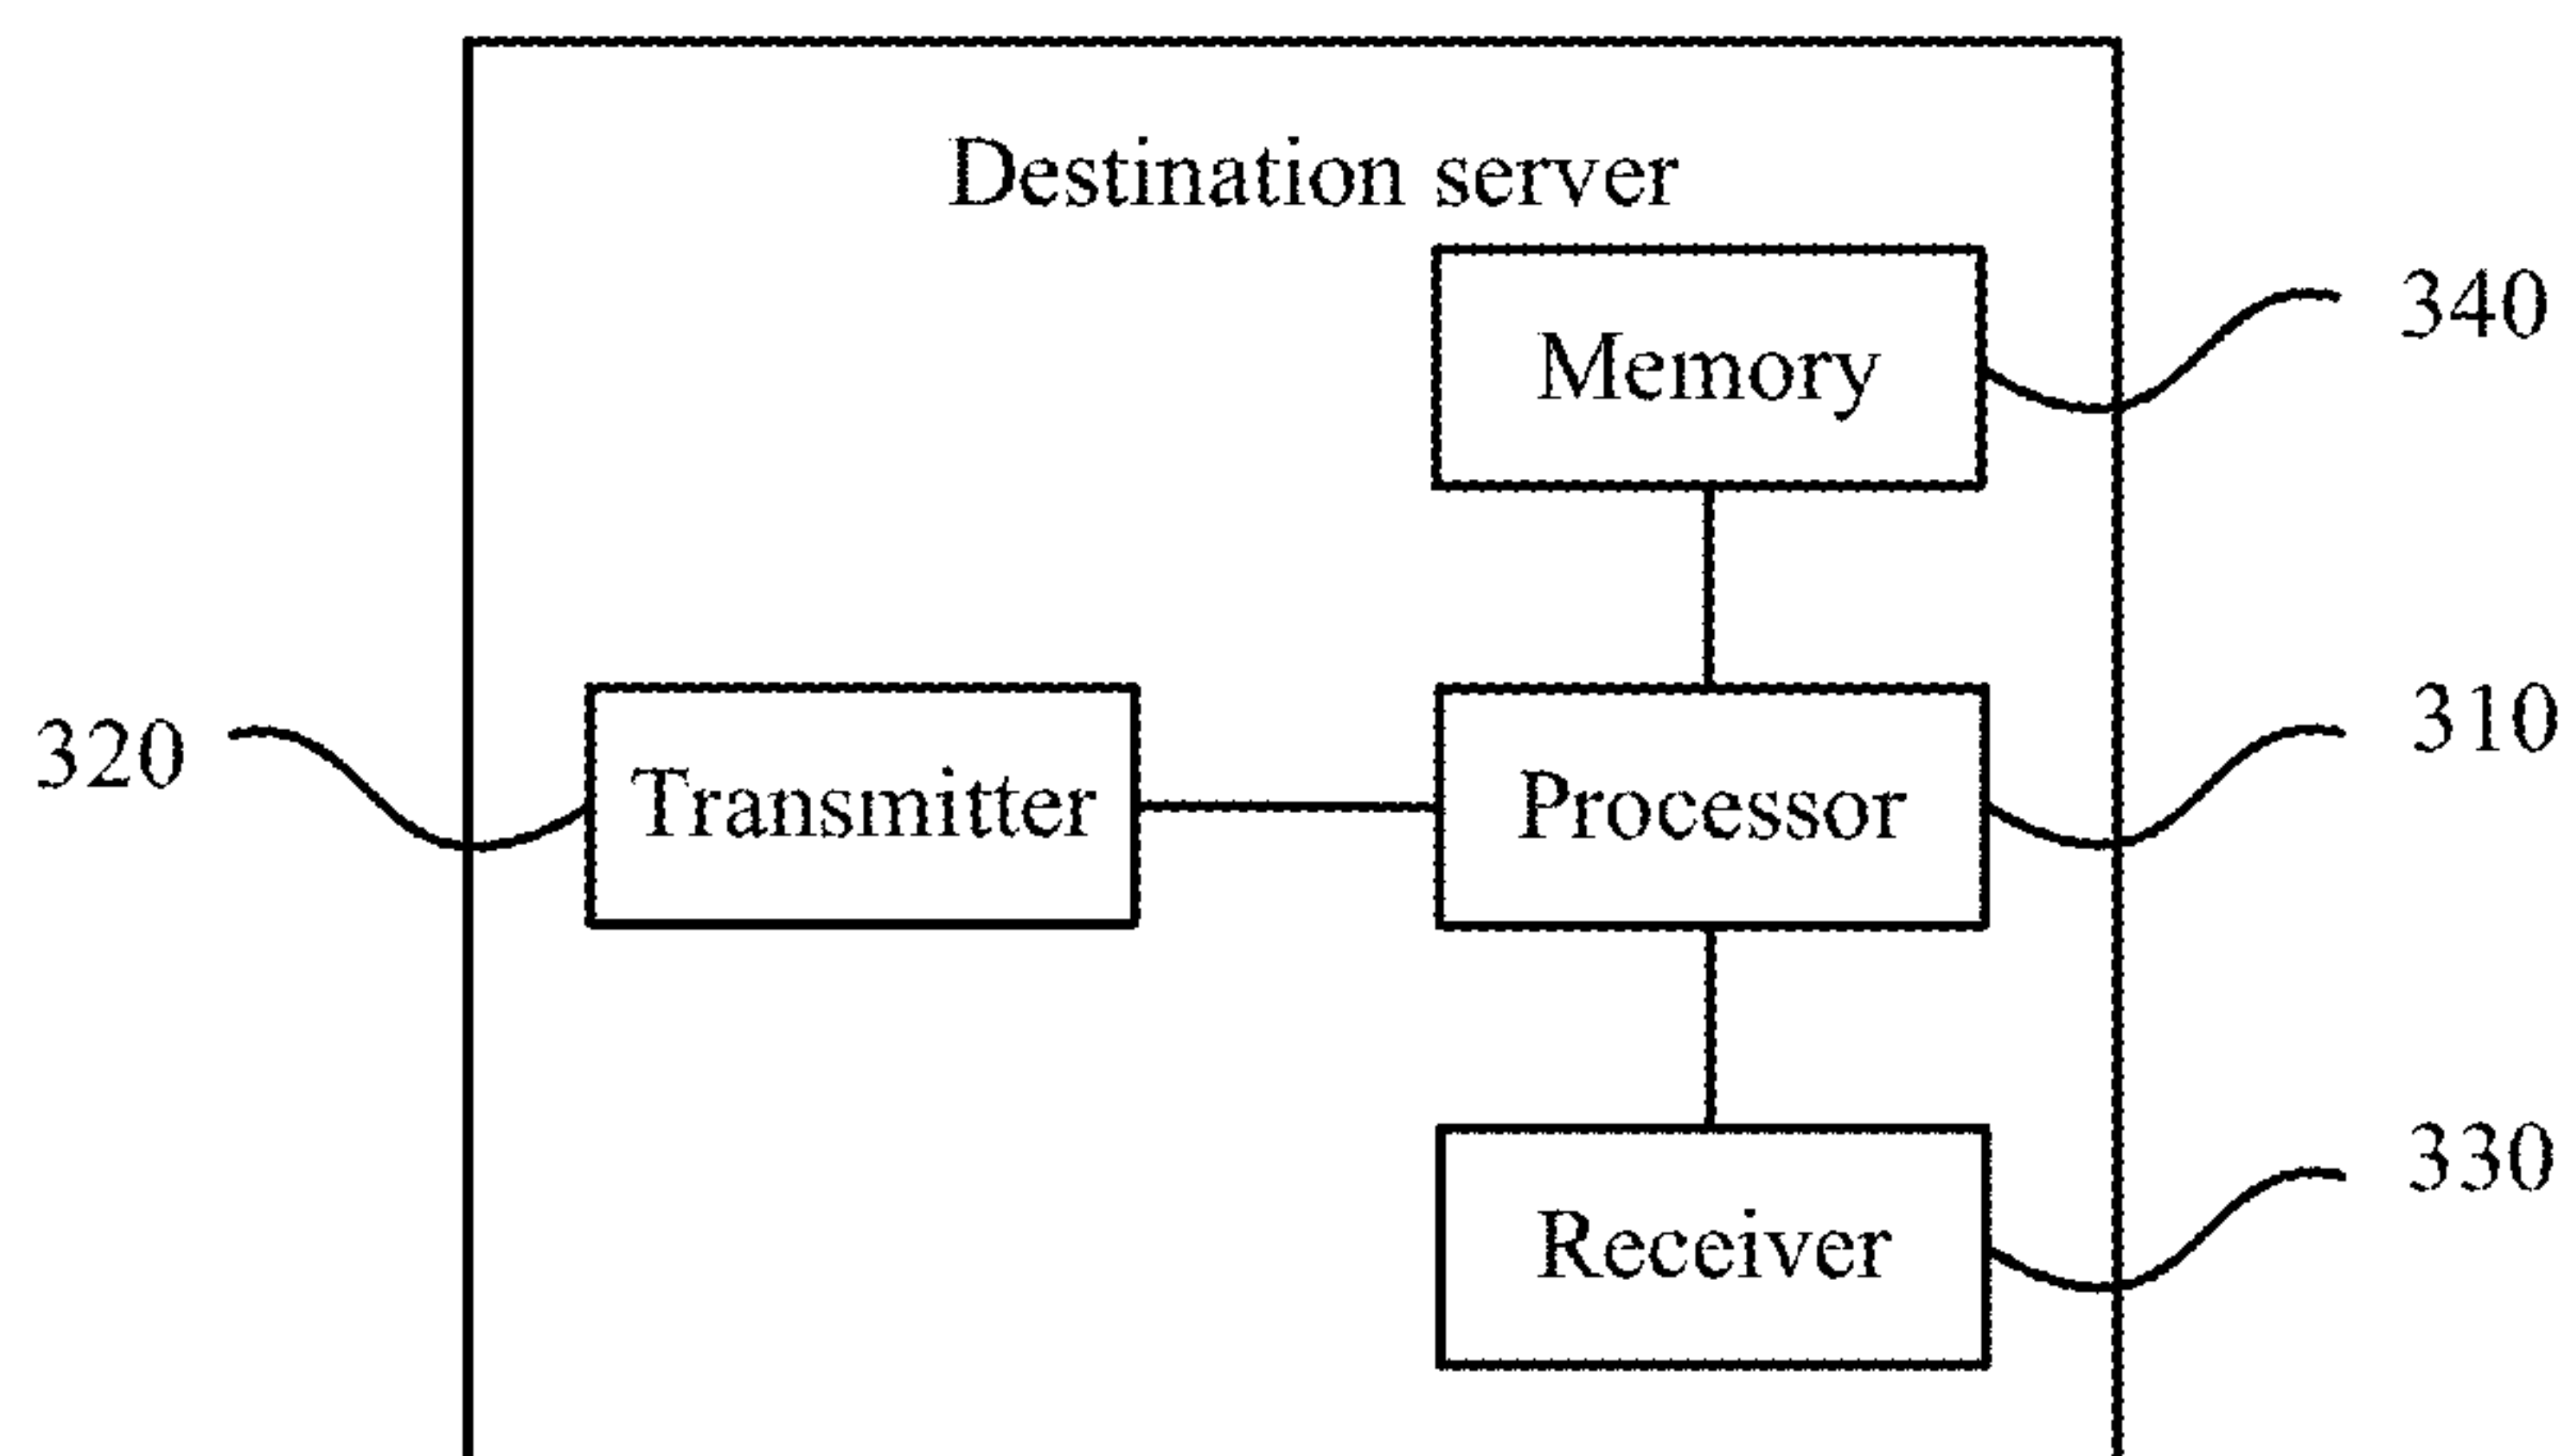 Destination server
Memory
340
320
Transmitter
Processor
310
Receiver
330